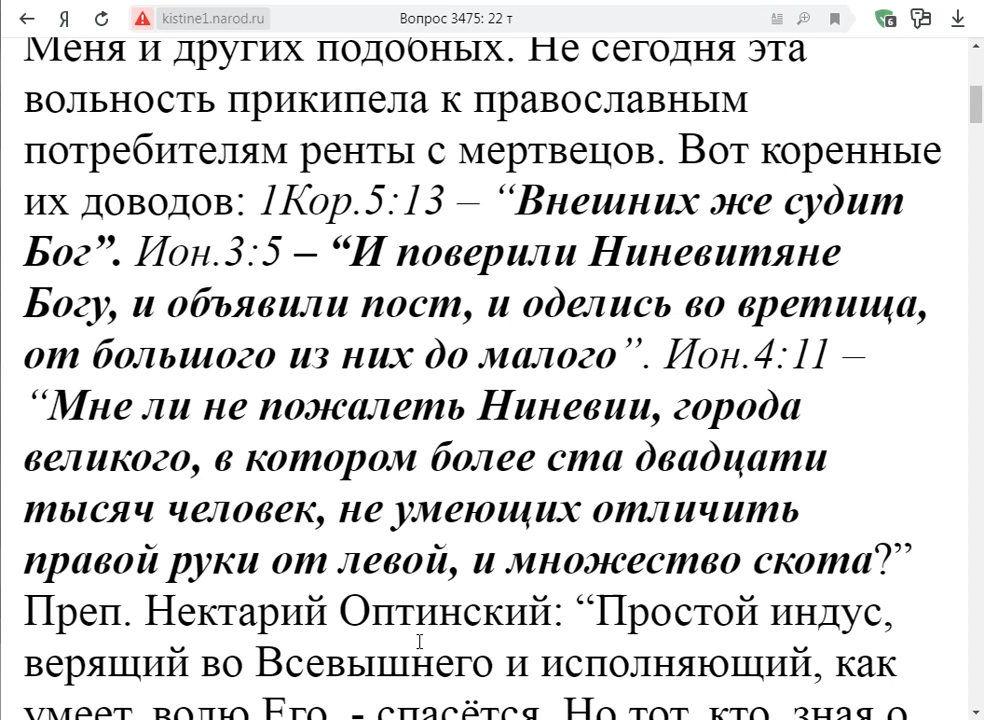 kistine1.narod.ru
Вопрос 3475: 22 т
6
Меня и других подобных. Не сегодня эта
вольность прикипела к православным
потребителям ренты с мертвецов. Вот коренные
их доводов: 1Кор.5:13 – “Внешних же судит
Бог”. Ион.3:5 – “И поверили Ниневитяне
Богу, и объявили пост, и оделись во вретища,
от большого из них до малого”. Ион.4:11 –
“Мне ли не пожалеть Ниневии, города
великого, в котором более ста двадцати
тысяч человек, не умеющих отличить
правой руки от левой, и множество скота?”
Преп. Нектарий Оптинский: “Простой индус,
верящий во Всевышнего и исполняющий, как
умеет, волю Его, - спасётся. Но тот, кто, зная о